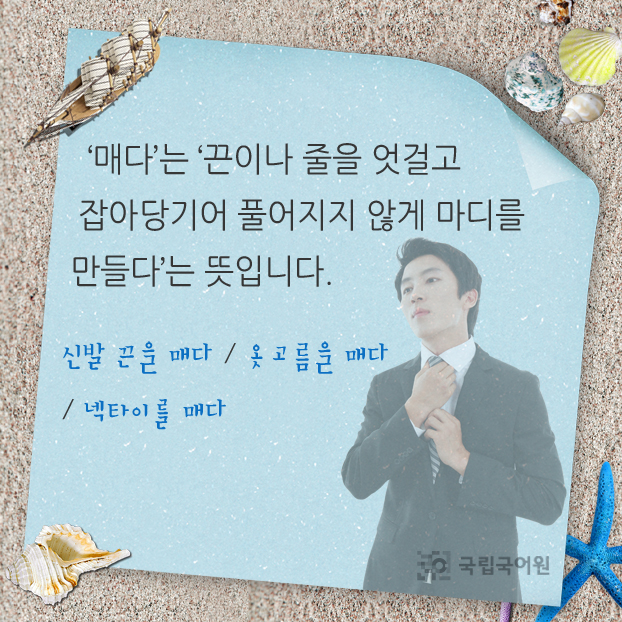 ‘매다’는 ‘끈이나 줄을 엇걸고
잡아당기어 풀어지지 않게 마디를
만들다’는 뜻입니다.
신발 끈을 매다 / 옷고름을 매다
/ 넥타이를 매다
국립국어원